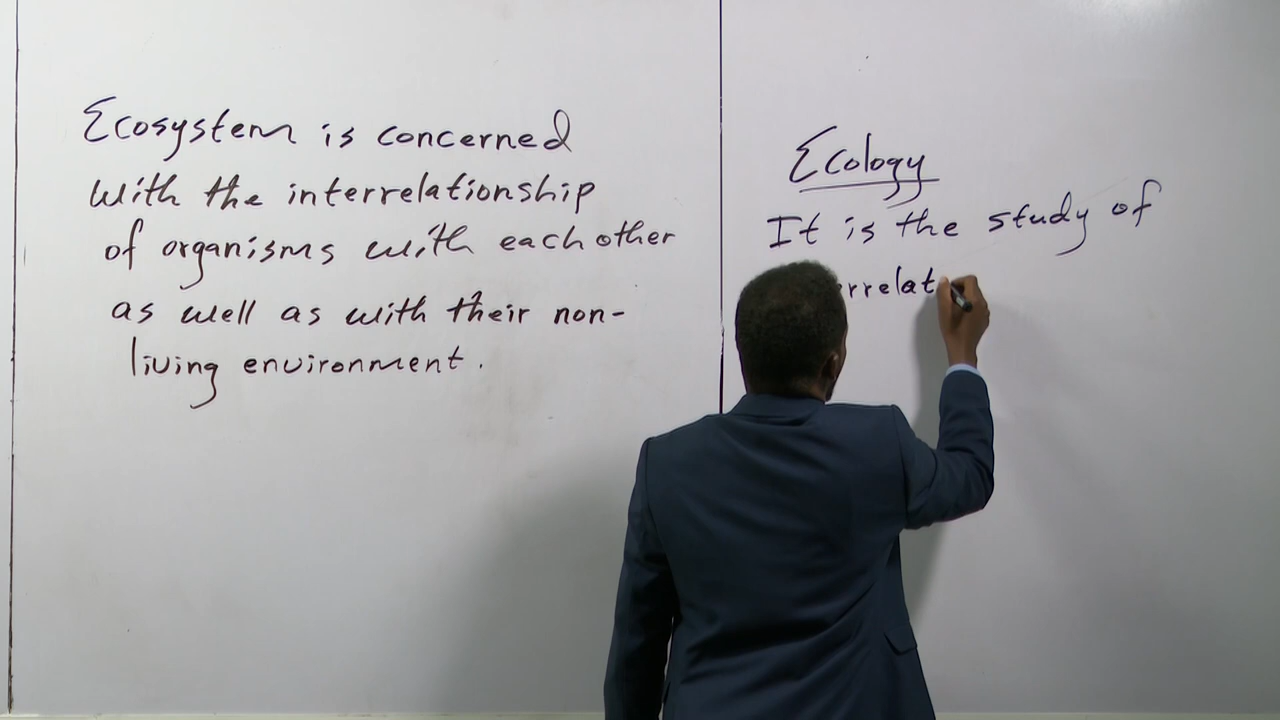 Ecosystem is concerned
with the interrelationship
of organisms with each other
as well as with their non-
living environment.
Ecology
It is the study of
rrelat